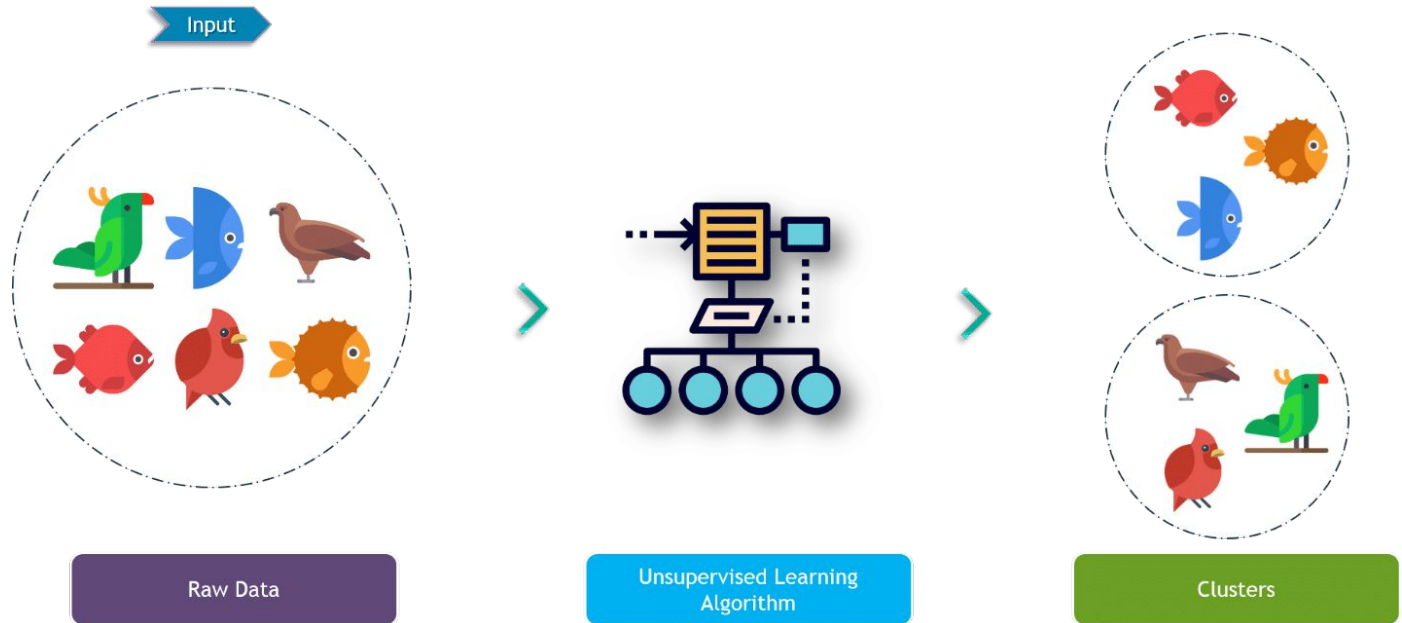 Input
Raw Data
Unsupervised Learning
Algorithm
Clusters